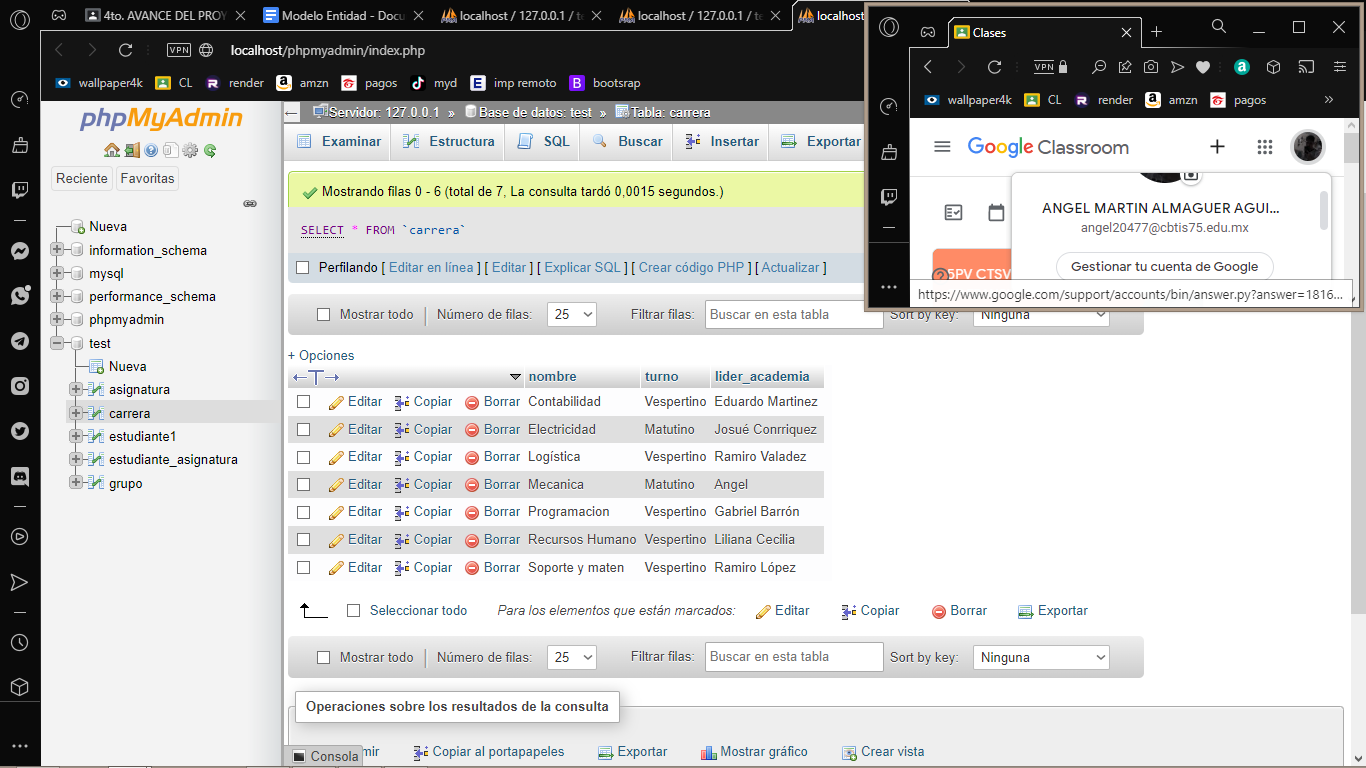 4to. AVANCE DEL PROY
Modelo Entidad - Docu
localhost / 127.0.0.1 / te
localhost / 127.0.0.1 / te
localhost
VPN
localhost/phpmyadmin/index.php
wallpaper4k CL render amzn pagos myd imp remoto bootsrap
phpMyAdmin
Reciente Favoritas
Nueva
information_schema
mysql
performance_schema
phpmyadmin
test
Nueva
asignatura
carrera
estudiante1
estudiante_asignatura
grupo
Servidor: 127.0.0.1 » Base de datos: test » Tabla: carrera
Examinar Estructura SQL Buscar Insertar Exportar
Mostrando filas 0 - 6 (total de 7, La consulta tardó 0,0015 segundos.)
SELECT * FROM `carrera`
Perfilando [ Editar en línea ] [ Editar ] [ Explicar SQL ] [ Crear código PHP ] [ Actualizar ]
Mostrar todo Número de filas: 25 Filtrar filas: Buscar en esta tabla Sort by key: Ninguna
+ Opciones
nombre turno lider_academia
Editar Copiar Borrar Contabilidad Vespertino Eduardo Martinez
Editar Copiar Borrar Electricidad Matutino Josué Conrriquez
Editar Copiar Borrar Logística Vespertino Ramiro Valadez
Editar Copiar Borrar Mecanica Matutino Angel
Editar Copiar Borrar Programacion Vespertino Gabriel Barrón
Editar Copiar Borrar Recursos Humano Vespertino Liliana Cecilia
Editar Copiar Borrar Soporte y maten Vespertino Ramiro López
Seleccionar todo Para los elementos que están marcados: Editar Copiar Borrar Exportar
Mostrar todo Número de filas: 25 Filtrar filas: Buscar en esta tabla Sort by key: Ninguna
Operaciones sobre los resultados de la consulta
mir Copiar al portapapeles Exportar Mostrar gráfico Crear vista
Consola
Clases
VPN
wallpaper4k CL render amzn pagos »
Google Classroom
ANGEL MARTIN ALMAGUER AGUI...
angel20477@cbtis75.edu.mx
5PV CTSV
Gestionar tu cuenta de Google
https://www.google.com/support/accounts/bin/answer.py?answer=1816...